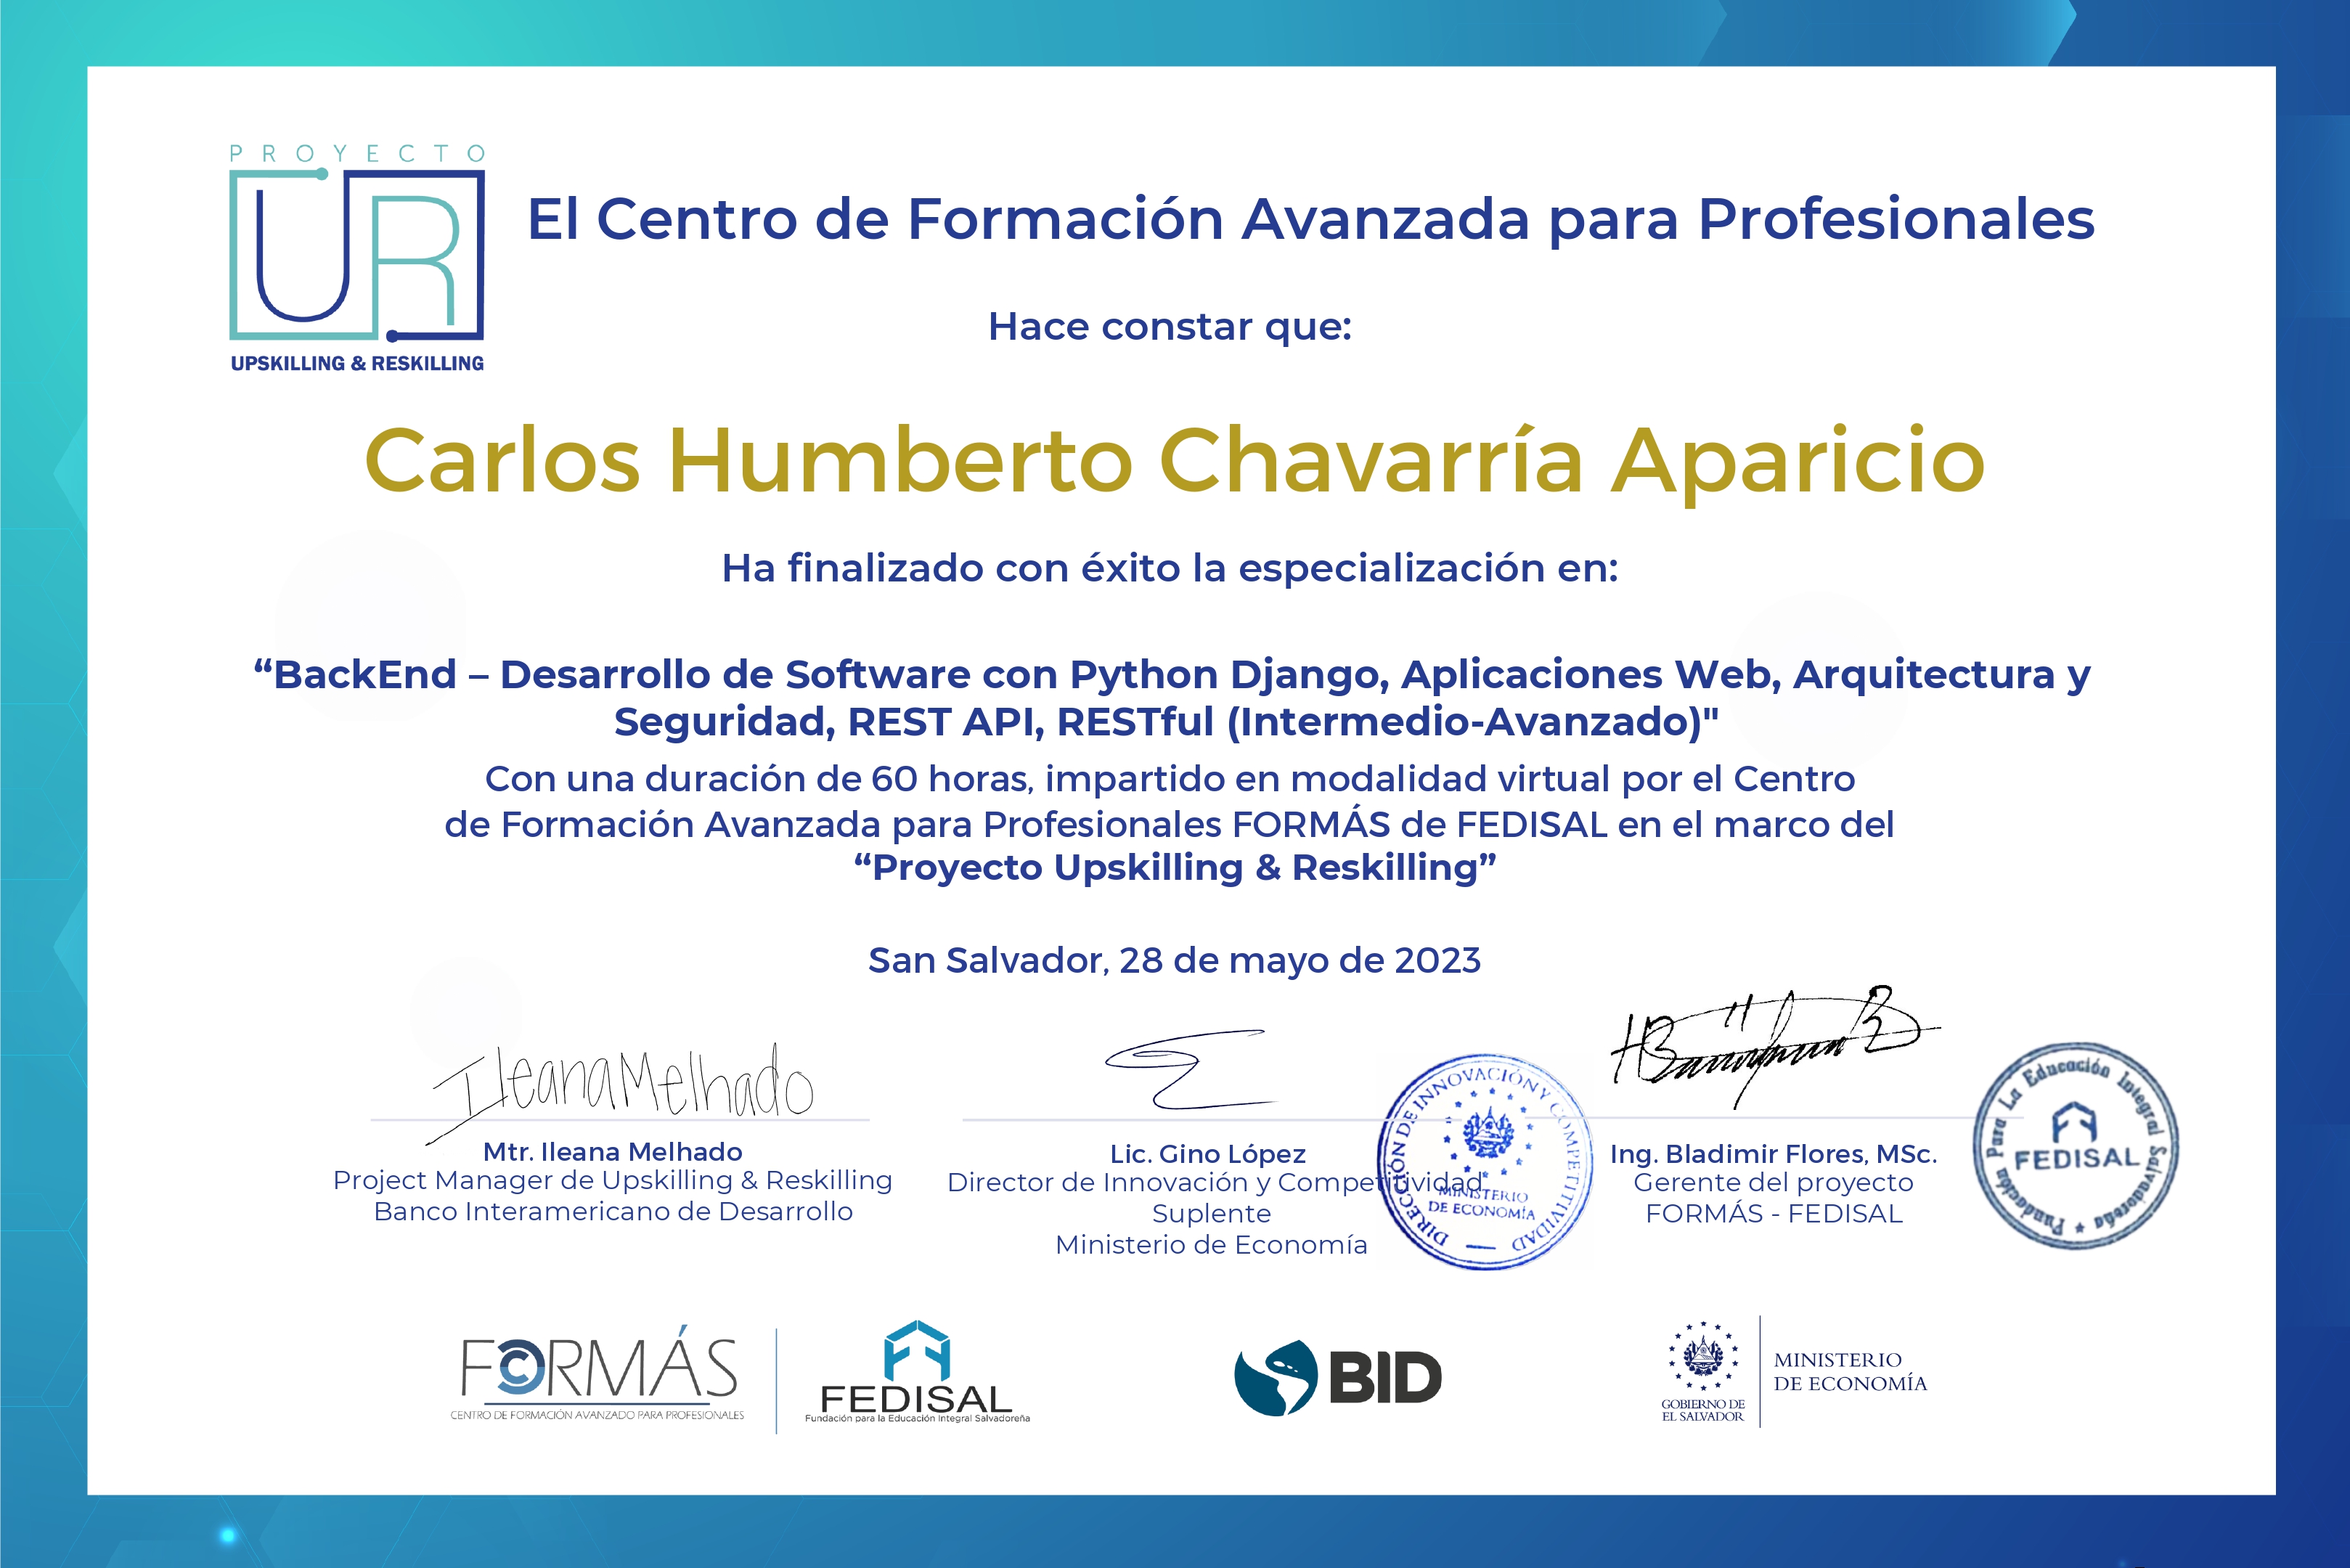 PROYECTO
UR
UPSKILLING & RESKILLING
El Centro de Formación Avanzada para Profesionales
Hace constar que:
Carlos Humberto Chavarría Aparicio
Ha finalizado con éxito la especialización en:
“BackEnd – Desarrollo de Software con Python Django, Aplicaciones Web, Arquitectura y
Seguridad, REST API, RESTful (Intermedio-Avanzado)"
Con una duración de 60 horas, impartido en modalidad virtual por el Centro
de Formación Avanzada para Profesionales FORMÁS de FEDISAL en el marco del
“Proyecto Upskilling & Reskilling”
San Salvador, 28 de mayo de 2023
Ileana Melhado
Mtr. Ileana Melhado
Project Manager de Upskilling & Reskilling
Banco Interamericano de Desarrollo
Lic. Gino López
Director de Innovación y Competitividad
Suplente
Ministerio de Economía
DIRECCIÓN DE INNOVACIÓN Y COMPETITIVIDAD
MINISTERIO
DE ECONOMÍA
Ing. Bladimir Flores, MSc.
Gerente del proyecto
FORMÁS - FEDISAL
Fundación Para La Educación Integral Salvadoreña
FEDISAL
FORMÁS
CENTRO DE FORMACIÓN AVANZADO PARA PROFESIONALES
FEDISAL
Fundación para la Educación Integral Salvadoreña
BID
GOBIERNO DE
EL SALVADOR
MINISTERIO
DE ECONOMÍA